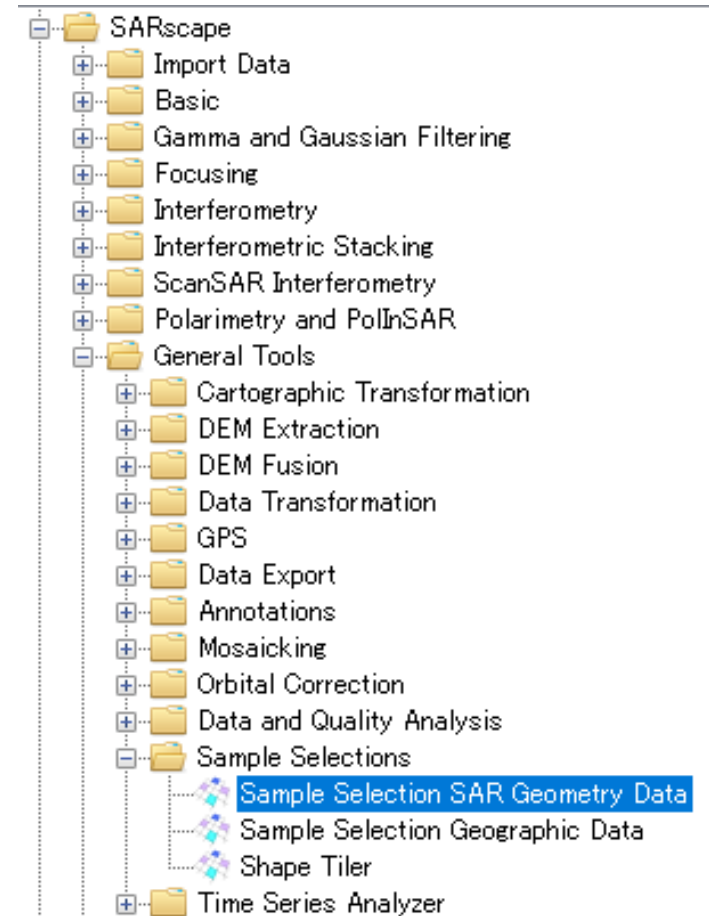 SARscape
Import Data
Basic
Gamma and Gaussian Filtering
Focusing
Interferometry
Interferometric Stacking
ScanSAR Interferometry
Polarimetry and PolInSAR
General Tools
Cartographic Transformation
DEM Extraction
DEM Fusion
Data Transformation
GPS
Data Export
Annotations
Mosaicking
Orbital Correction
Data and Quality Analysis
Sample Selections
Sample Selection SAR Geometry Data
Sample Selection Geographic Data
Shape Tiler
Time Series Analyzer